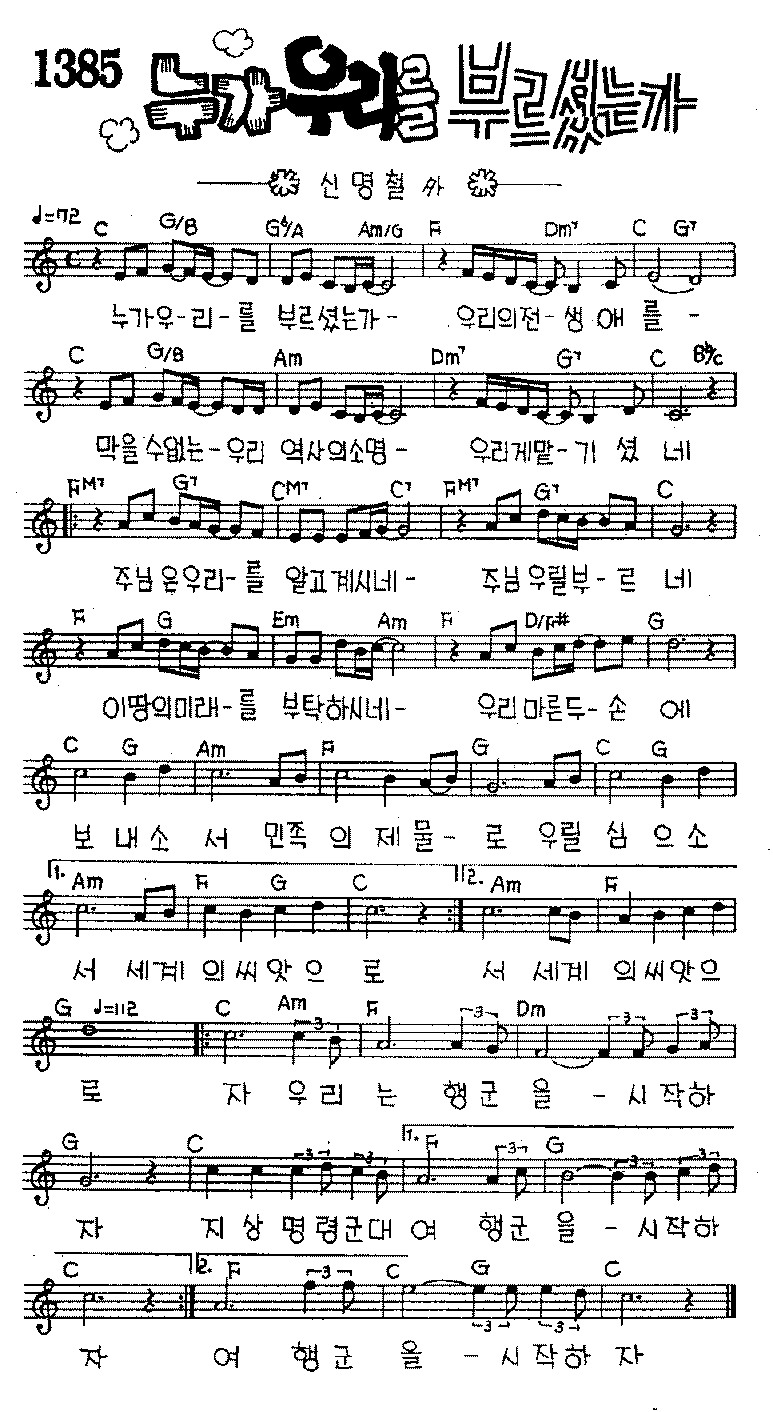 1385 누가우리를 부르셨는가
신명철 外
♩=72 C G/B G4/A Am/G F Dm7 C G7
누가우-리-를 부르셨는가- 우리의전-생애를-
C G/B Am Dm7 G7 C B♭/C
막을수없는-우리 역사의소명- 우리게맡-기셨네
FM7 G7 CM7 C7 FM7 G7 C
주님은우리-를 알고계시네- 주님우릴부-르네
F G Em Am F D/F# G
이땅의미래-를 부탁하시네- 우리마른두-손에
C G Am F G C G
보내소서 민족의제물-로 우릴심으소
1. Am F G C 2. Am F
서 세계의씨앗으로 서 세계의씨앗으
G ♩=112 C Am F Dm
로 자 우리는 행군을-시작하
G C 1. F G
자 지상명령군대여 행군을-시작하
C 2. F C G C
자 여 행군을-시작하자